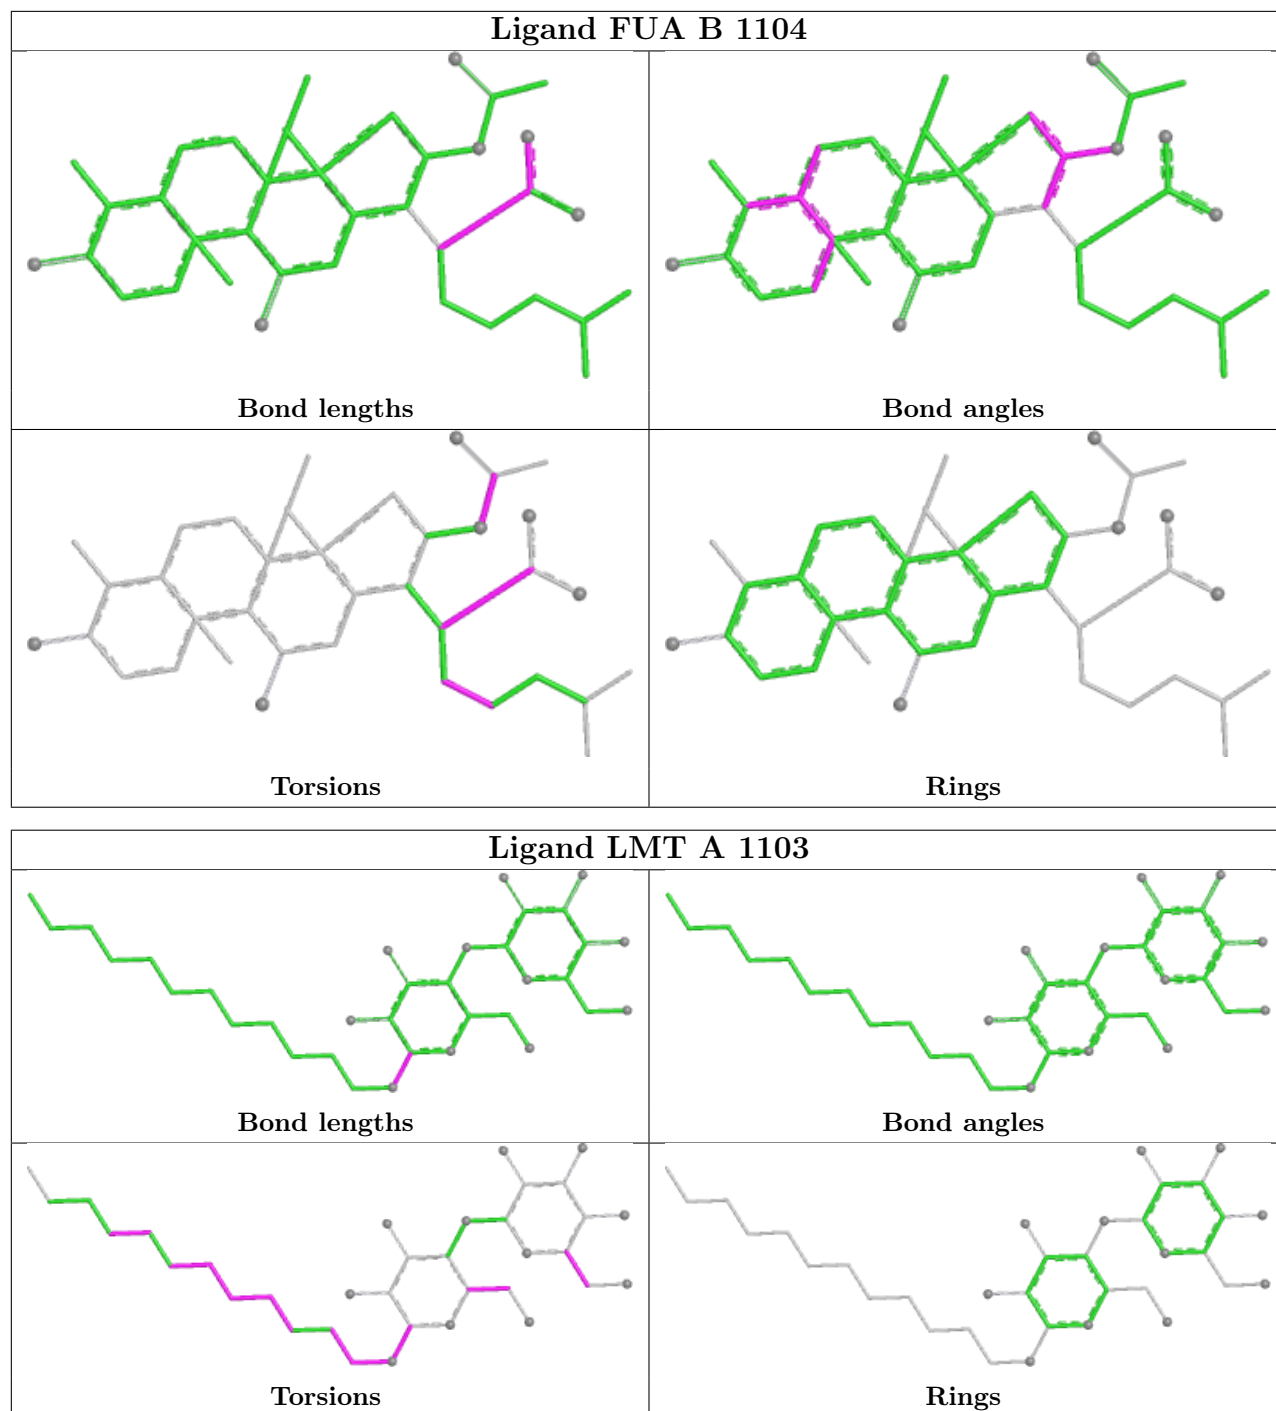 Ligand FUA B 1104
Bond lengths
Bond angles
Torsions
Rings
Ligand LMT A 1103
Bond lengths
Bond angles
Torsions
Rings